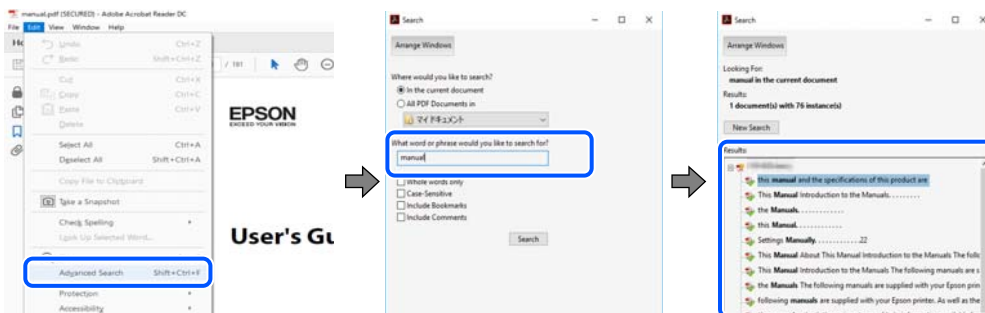 manual.pdf (SECURED) - Adobe Acrobat Reader DC
File Edit View Window Help
Undo Ctrl+Z
Redo Shift+Ctrl+Z
Cut Ctrl+X
Copy Ctrl+C
Paste Ctrl+V
Delete
Select All Ctrl+A
Deselect All Shift+Ctrl+A
Copy File to Clipboard
Take a Snapshot
Check Spelling
Look Up Selected Word...
Advanced Search Shift+Ctrl+F
Protection
Accessibility
/ 181
EPSON
EXCEED YOUR VISION
User's Gu
Search
Arrange Windows
Where would you like to search?
In the current document
All PDF Documents in
マイドキュメント
What word or phrase would you like to search for?
manual
Whole words only
Case-Sensitive
Include Bookmarks
Include Comments
Search
Search
Arrange Windows
Looking For:
manual in the current document
Results:
1 document(s) with 76 instance(s)
New Search
Results:
this manual and the specifications of this product are
This Manual Introduction to the Manuals. . . . . . . . .
the Manuals. . . . . . . . . . . . .
this Manual. . . . . . . . . . . . .
Settings Manually. . . . . . . . . . . . .22
This Manual About This Manual Introduction to the Manuals The follo
This Manual Introduction to the Manuals The following manuals are s
the Manuals The following manuals are supplied with your Epson prin
following manuals are supplied with your Epson printer. As well as the